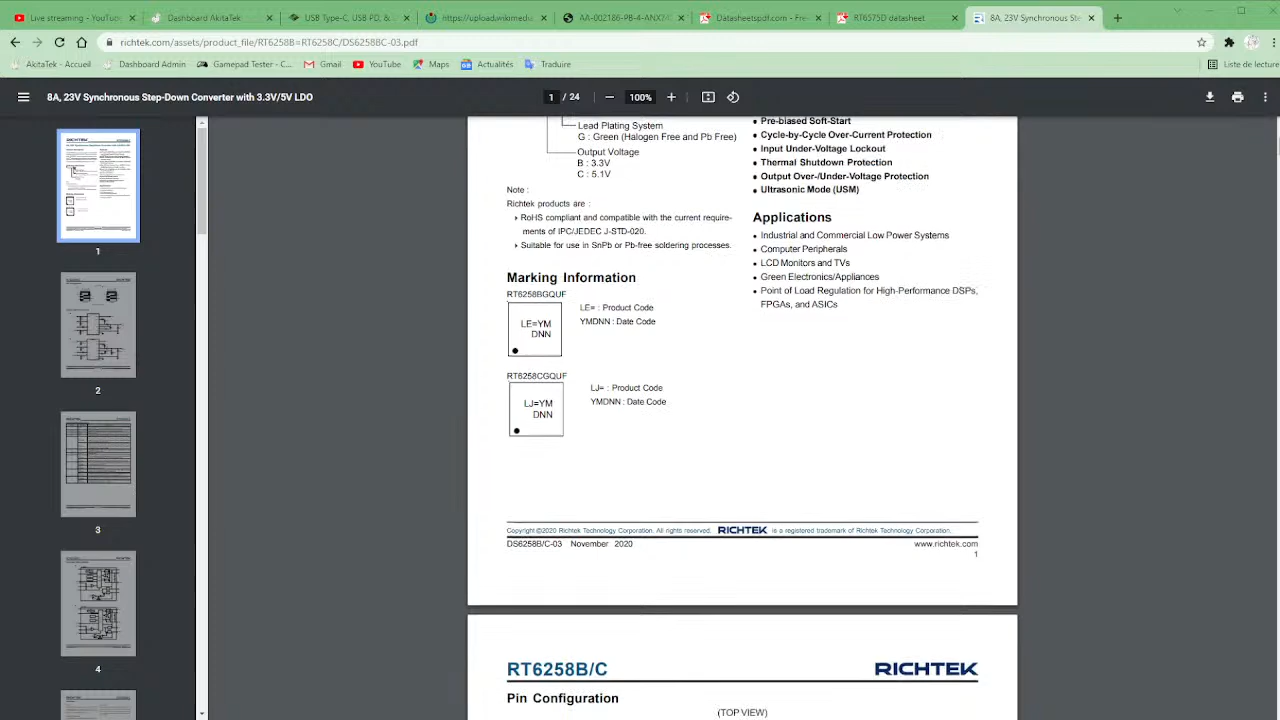 Live streaming - YouTu
Dashboard AkitaTek
USB Type-C, USB PD, &
https://upload.wikimedi
AA-002186-PB-4-ANX74
Datasheetspdf.com - Fre
RT6575D datasheet
8A, 23V Synchronous Ste
richtek.com/assets/product_file/RT6258B=RT6258C/DS6258BC-03.pdf
AkitaTek - Accueil
Dashboard Admin
Gamepad Tester - C...
Gmail
YouTube
Maps
Actualités
Traduire
Liste de lecture
8A, 23V Synchronous Step-Down Converter with 3.3V/5V LDO
1 / 24
100%
1
2
3
4
Lead Plating System
G : Green (Halogen Free and Pb Free)
Output Voltage
B : 3.3V
C : 5.1V
Note :
Richtek products are :
RoHS compliant and compatible with the current require-
ments of IPC/JEDEC J-STD-020.
Suitable for use in SnPb or Pb-free soldering processes.
Marking Information
RT6258BGQUF
LE=YM
DNN
LE= : Product Code
YMDNN : Date Code
RT6258CGQUF
LJ=YM
DNN
LJ= : Product Code
YMDNN : Date Code
Pre-biased Soft-Start
Cycle-by-Cycle Over-Current Protection
Input Under-Voltage Lockout
Thermal Shutdown Protection
Output Over-/Under-Voltage Protection
Ultrasonic Mode (USM)
Applications
Industrial and Commercial Low Power Systems
Computer Peripherals
LCD Monitors and TVs
Green Electronics/Appliances
Point of Load Regulation for High-Performance DSPs,
FPGAs, and ASICs
Copyright ©2020 Richtek Technology Corporation. All rights reserved. RICHTEK is a registered trademark of Richtek Technology Corporation.
DS6258B/C-03 November 2020
www.richtek.com
1
RT6258B/C
RICHTEK
Pin Configuration
(TOP VIEW)